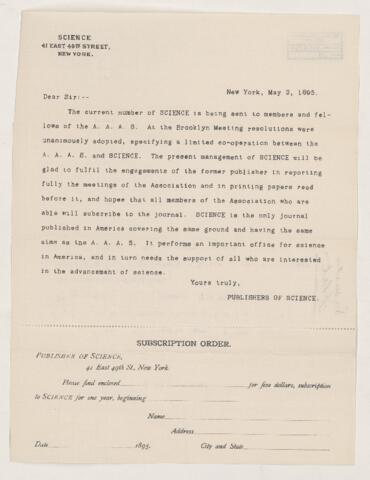 SCIENCE
41 EAST 49TH STREET,
NEW YORK.
New York, May 3, 1895.
Dear Sir:--
The current number of SCIENCE is being sent to members and fel-
lows of the A. A. A. S. At the Brooklyn Meeting resolutions were
unanimously adopted, specifying a limited co-operation between the
A. A. A. S. and SCIENCE. The present management of SCIENCE will be
glad to fulfil the engagements of the former publisher in reporting
fully the meetings of the Association and in printing papers read
before it, and hopes that all members of the Association who are
able will subscribe to the journal. SCIENCE is the only journal
published in America covering the same ground and having the same
aims as the A. A. A. S. It performs an important office for science
in America, and in turn needs the support of all who are interested
in the advancement of science.
Yours truly,
PUBLISHERS OF SCIENCE.
SUBSCRIPTION ORDER.
PUBLISHER OF SCIENCE,
41 East 49th St., New York.
Please find enclosed for five dollars, subscription
to SCIENCE for one year, beginning
Name
Address
Date 1895. City and State